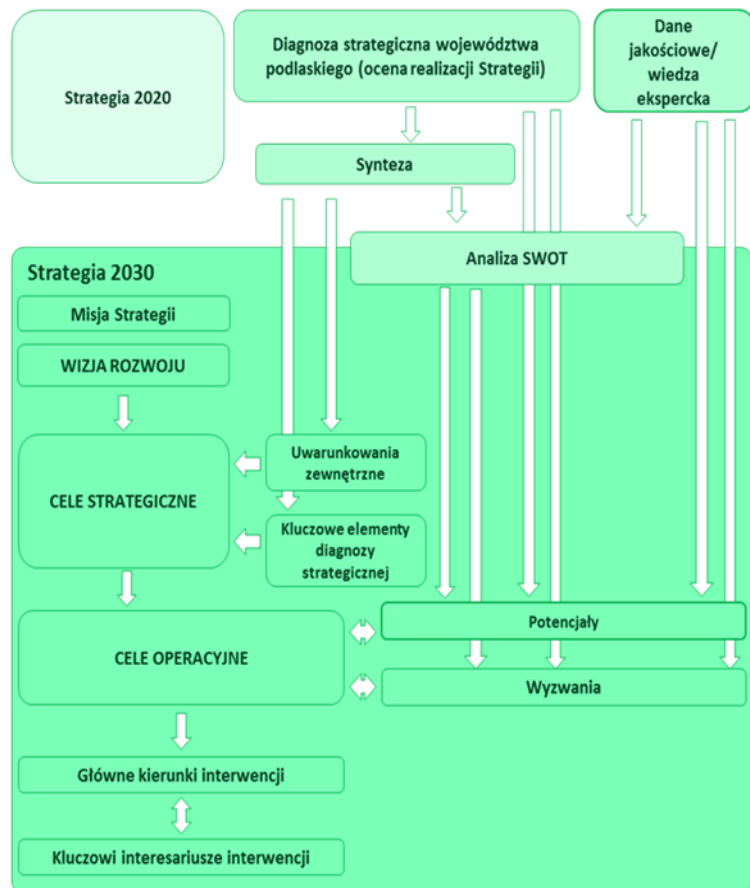 Strategia 2020
Diagnoza strategiczna województwa
podlaskiego (ocena realizacji Strategii)
Dane
jakościowe/
wiedza
ekspercka
Synteza
Analiza SWOT
Strategia 2030
Misja Strategii
WIZJA ROZWOJU
CELE STRATEGICZNE
Uwarunkowania
zewnętrzne
Kluczowe elementy
diagnozy
strategicznej
CELE OPERACYJNE
Potencjały
Wyzwania
Główne kierunki interwencji
Kluczowi interesariusze interwencji